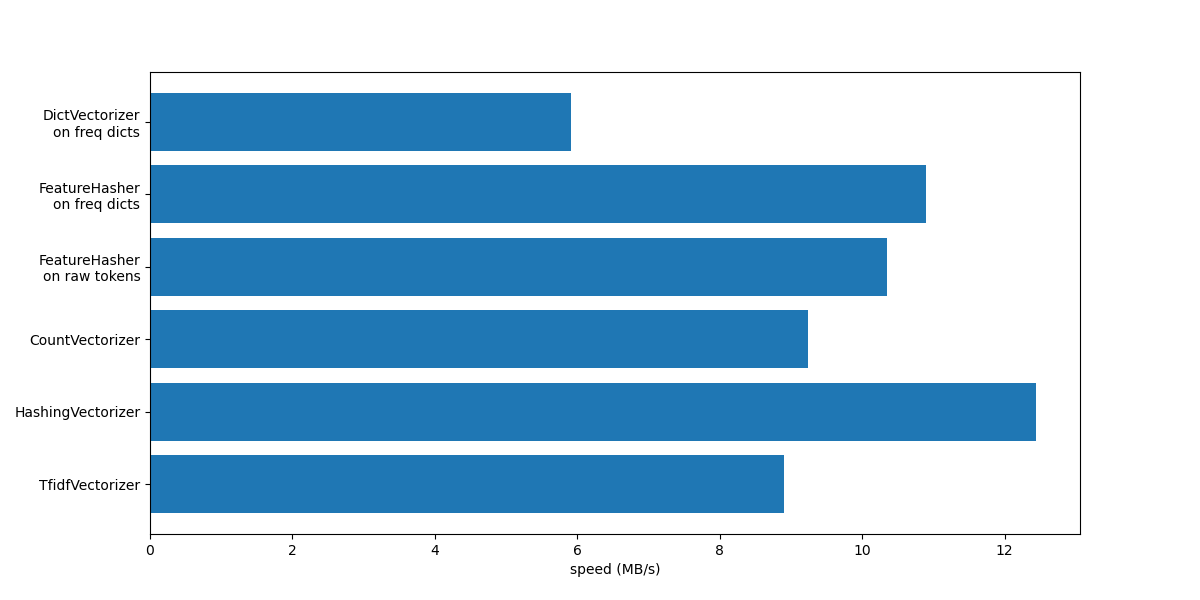 DictVectorizer
on freq dicts
FeatureHasher
on freq dicts
FeatureHasher
on raw tokens
CountVectorizer
HashingVectorizer
TfidfVectorizer
0 2 4 6 8 10 12
speed (MB/s)